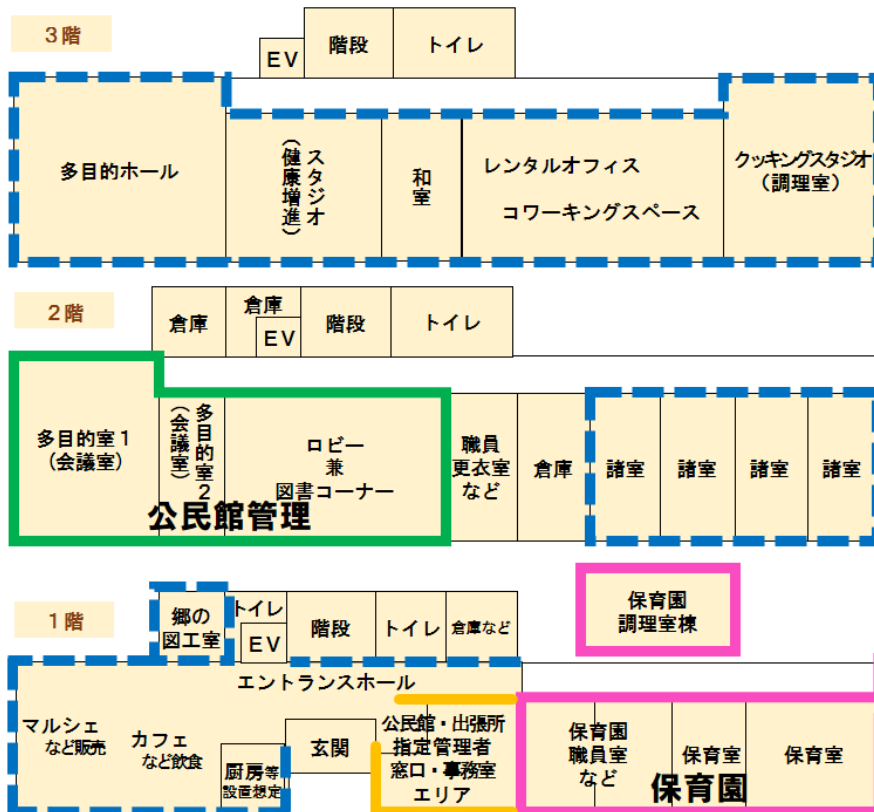 3階
EV
階段
トイレ
多目的ホール
スタジオ
(健康増進)
和室
レンタルオフィス
コワーキングスペース
クッキングスタジオ
(調理室)
2階
倉庫
倉庫
EV
階段
トイレ
多目的室1
(会議室)
多目的室2
(会議室)
ロビー
兼
図書コーナー
公民館管理
職員
更衣室
など
倉庫
諸室
諸室
諸室
諸室
1階
郷の
図工室
トイレ
EV
階段
トイレ
倉庫など
保育園
調理室棟
エントランスホール
マルシェ
など販売
カフェ
など飲食
厨房等
設置想定
玄関
公民館・出張所
指定管理者
窓口・事務室
エリア
保育園
職員室
など
保育室
保育室
保育園